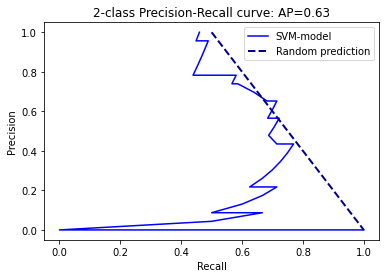 2-class Precision-Recall curve: AP=0.63
SVM-model
Random prediction
Precision
1.0
0.8
0.6
0.4
0.2
0.0
0.0 0.2 0.4 0.6 0.8 1.0
Recall